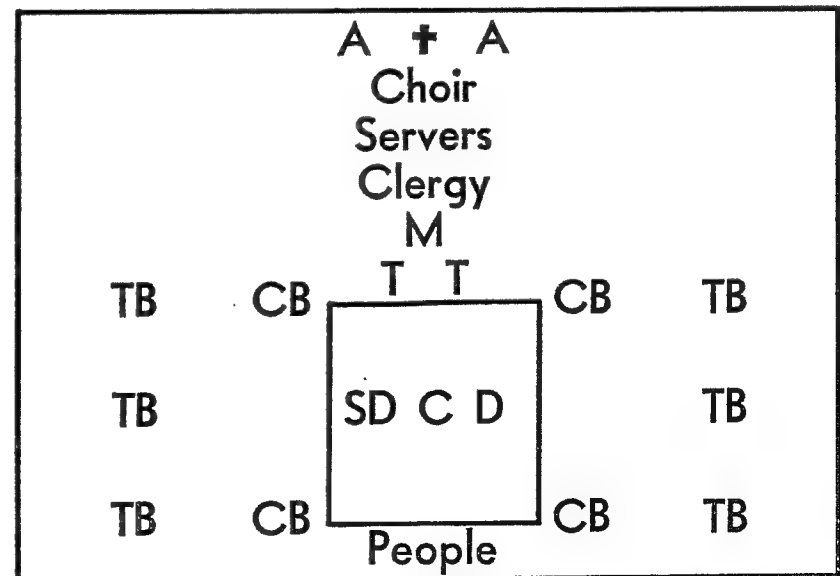 A ✝ A
Choir
Servers
Clergy
M
T T
TB CB CB TB
TB SD C D TB
TB CB CB TB
People